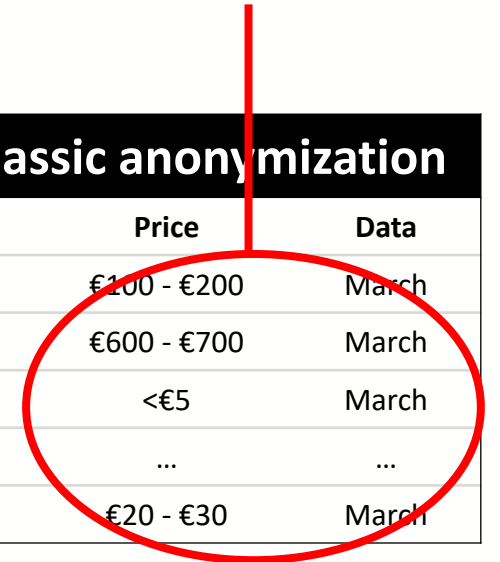 assic anonymization
Price Data
€100 - €200 March
€600 - €700 March
<€5 March
... ...
€20 - €30 March